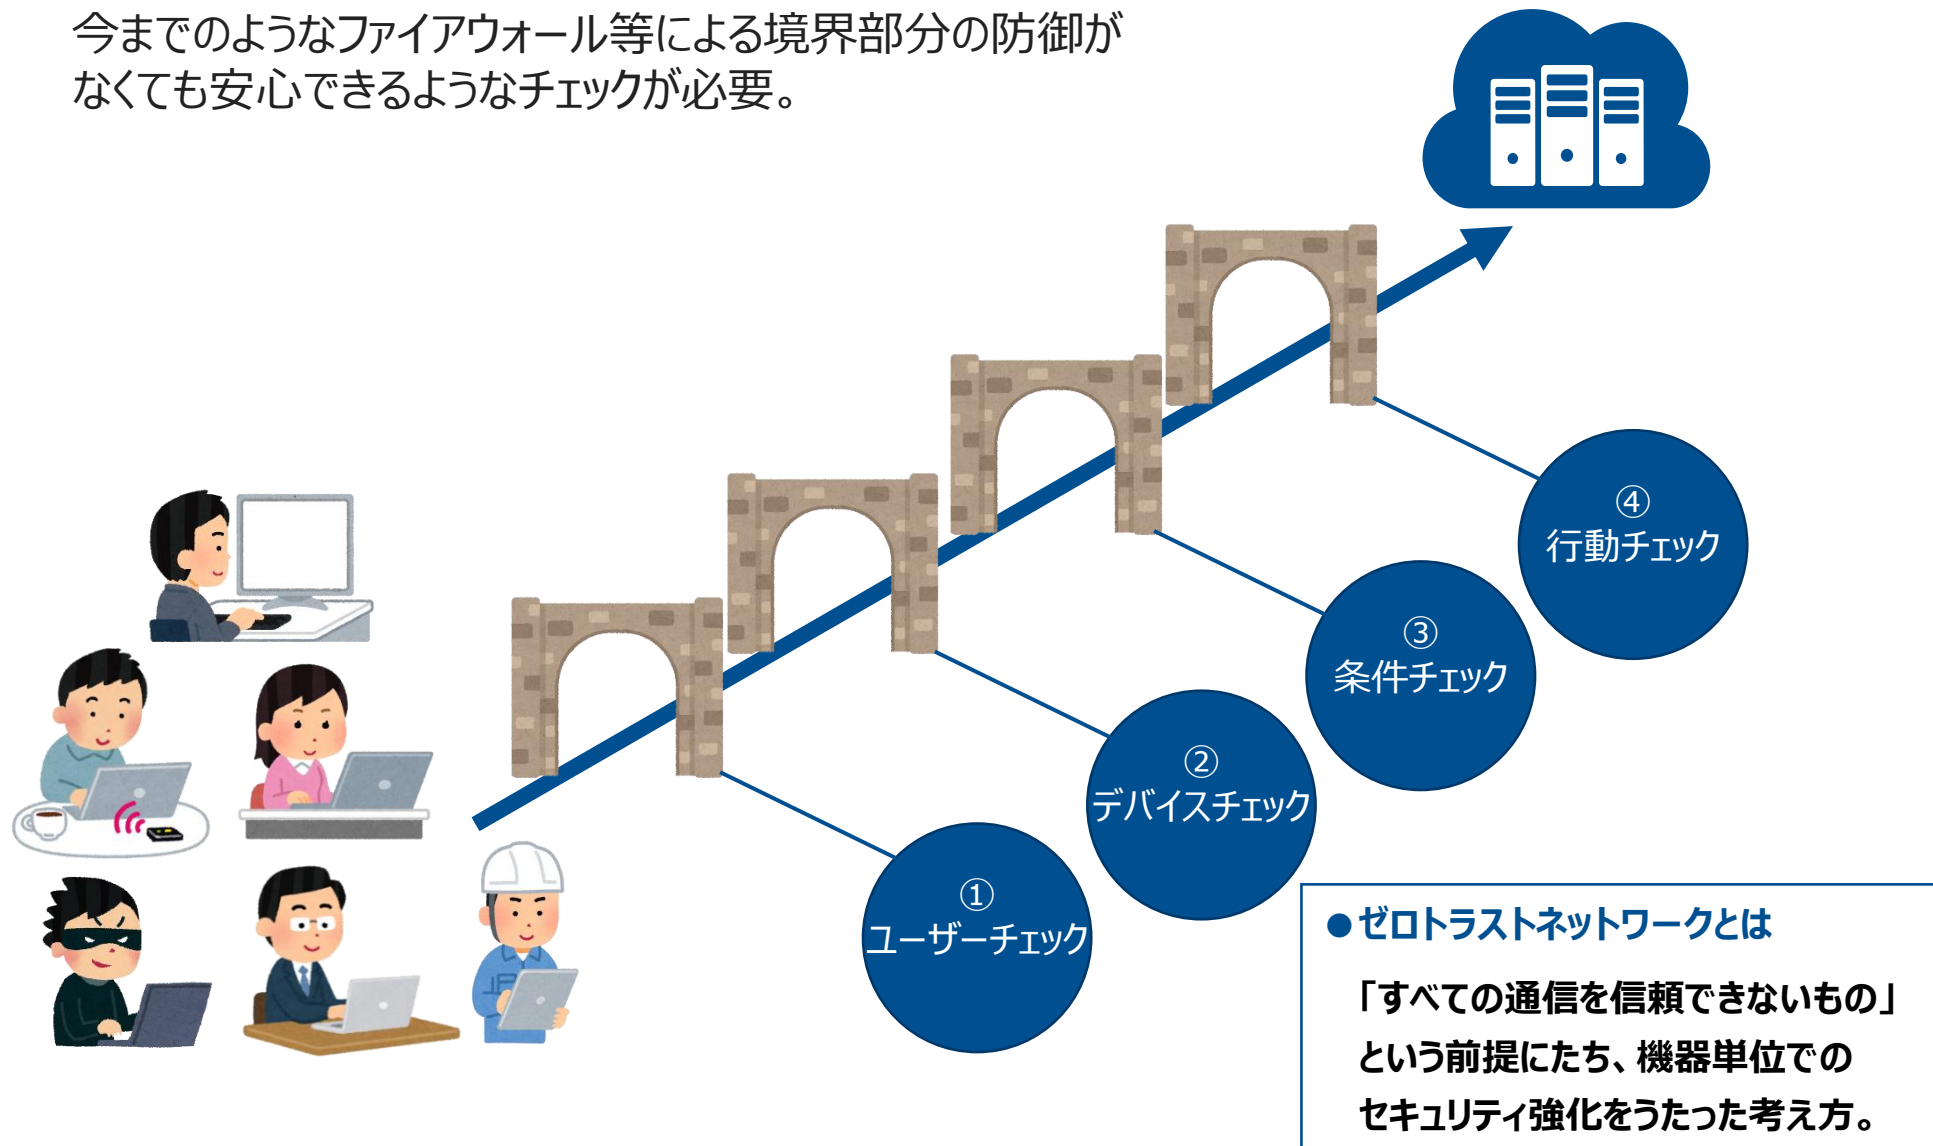 今までのようなファイアウォール等による境界部分の防御が
なくても安心できるようなチェックが必要。
④
行動チェック
③
条件チェック
②
デバイスチェック
①
ユーザーチェック
●ゼロトラストネットワークとは
「すべての通信を信頼できないもの」
という前提にたち、機器単位での
セキュリティ強化をうたった考え方。